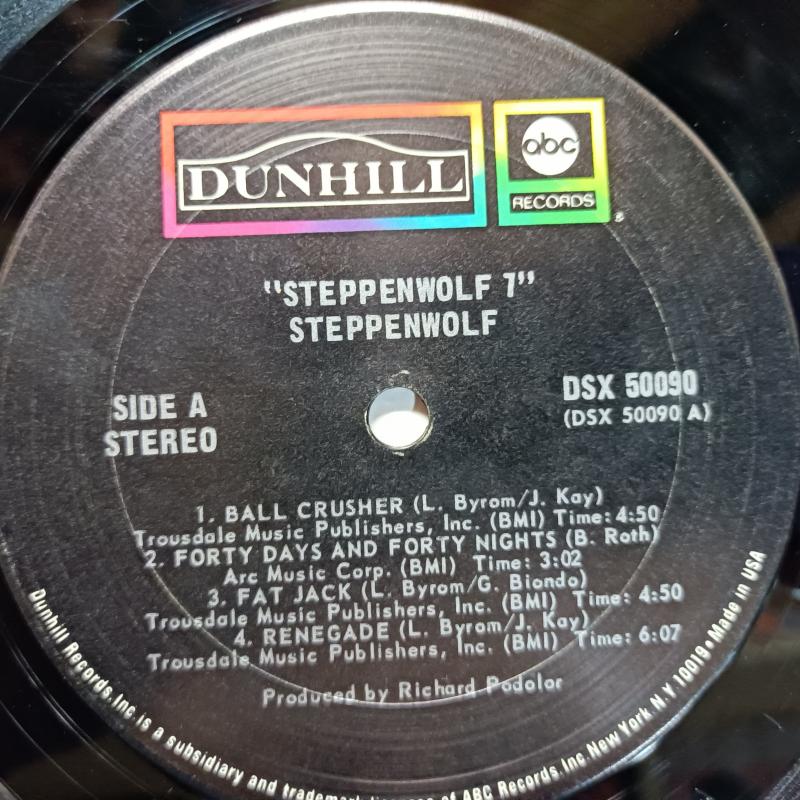 DUNHILL
abc
RECORDS
®
"STEPPENWOLF 7"
STEPPENWOLF
SIDE A
STEREO
DSX 50090
(DSX 50090 A)
1. BALL CRUSHER (L. Byrom/J. Kay)
Trousdale Music Publishers, Inc. (BMI) Time: 4:50
2. FORTY DAYS AND FORTY NIGHTS (B. Roth)
Arc Music Corp. (BMI) Time: 3:02
3. FAT JACK (L. Byrom/G. Biondo)
Trousdale Music Publishers, Inc. (BMI) Time: 4:50
4. RENEGADE (L. Byrom/J. Kay)
Trousdale Music Publishers, Inc. (BMI) Time: 6:07
Produced by Richard Podolor
Dunhill Records, Inc is a subsidiary and trademark licensee of ABC Records, Inc New York N.Y. 10019 • Made in USA